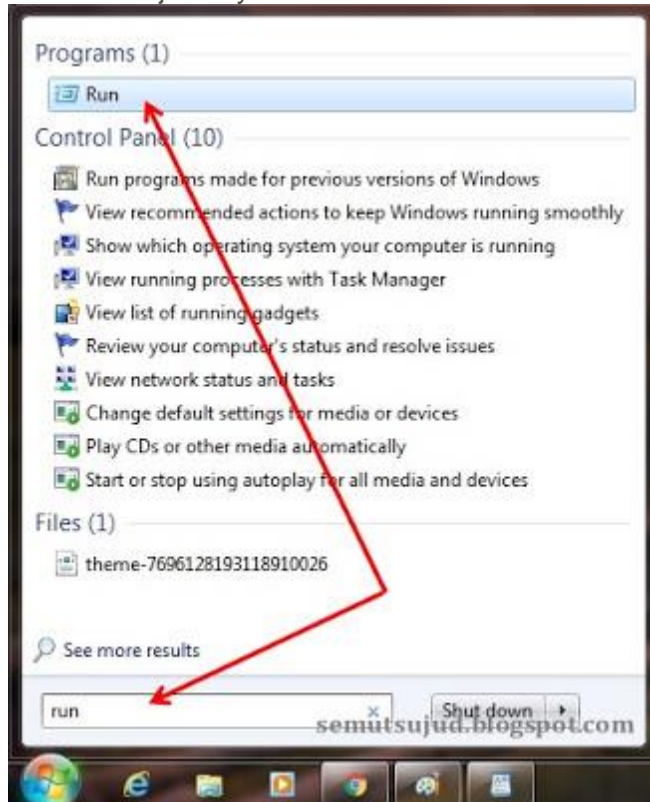 Programs (1)
Run
Control Panel (10)
Run programs made for previous versions of Windows
View recommended actions to keep Windows running smoothly
Show which operating system your computer is running
View running processes with Task Manager
View list of running gadgets
Review your computer's status and resolve issues
View network status and tasks
Change default settings for media or devices
Play CDs or other media automatically
Start or stop using autoplay for all media and devices
Files (1)
theme-7696128193118910026
See more results
run
Shut down
semutsujud.blogspot.com